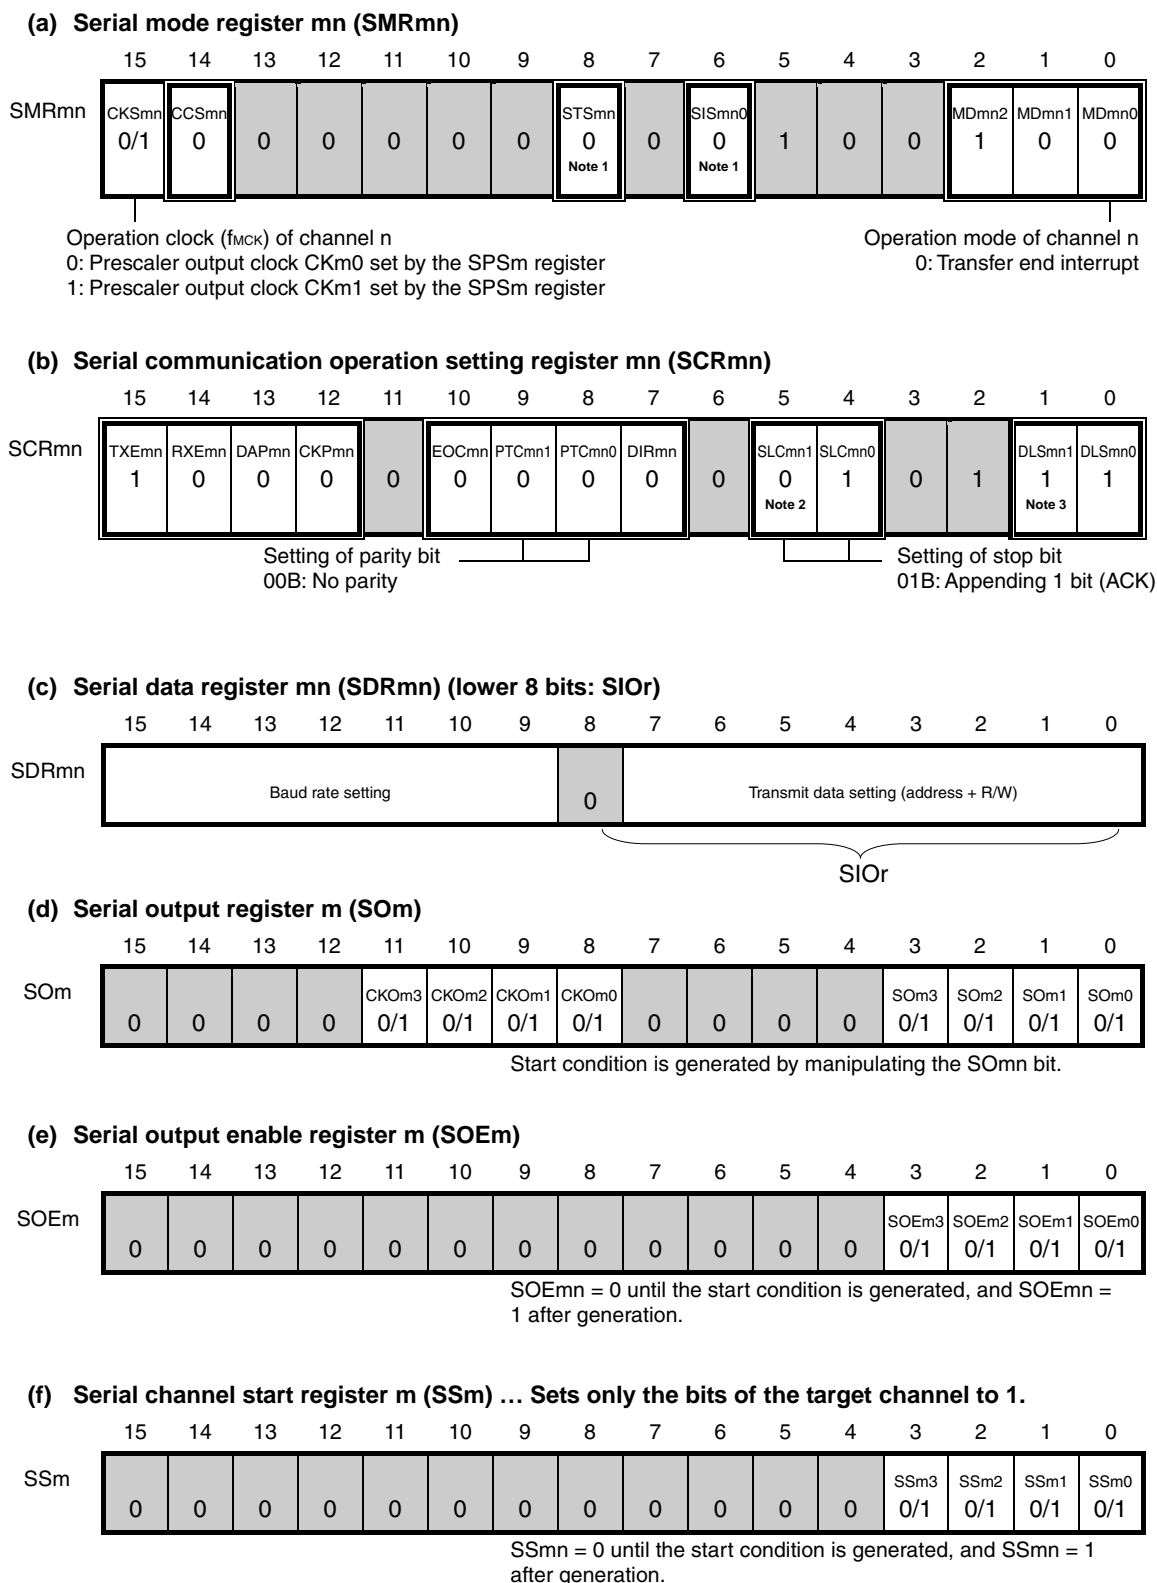 (a) Serial mode register mn (SMRmn)
15 14 13 12 11 10 9 8 7 6 5 4 3 2 1 0
SMRmn
CKSmn CCSmn STSmn SISmn0 MDmn2 MDmn1 MDmn0
0/1 0 0 0 0 0 0 0 0 0 1 0 0 1 0 0
Note 1 Note 1
Operation clock (fMCK) of channel n
0: Prescaler output clock CKm0 set by the SPSm register
1: Prescaler output clock CKm1 set by the SPSm register
Operation mode of channel n
0: Transfer end interrupt
(b) Serial communication operation setting register mn (SCRmn)
15 14 13 12 11 10 9 8 7 6 5 4 3 2 1 0
SCRmn
TXEmn RXEmn DAPmn CKPmn EOCmn PTCmn1 PTCmn0 DIRmn SLCmn1 SLCmn0 DLSmn1 DLSmn0
1 0 0 0 0 0 0 0 0 0 0 1 0 1 1 1
Note 2 Note 3
Setting of parity bit
00B: No parity
Setting of stop bit
01B: Appending 1 bit (ACK)
(c) Serial data register mn (SDRmn) (lower 8 bits: SIOr)
15 14 13 12 11 10 9 8 7 6 5 4 3 2 1 0
SDRmn
Baud rate setting 0 Transmit data setting (address + R/W)
SIOr
(d) Serial output register m (SOm)
15 14 13 12 11 10 9 8 7 6 5 4 3 2 1 0
SOm
CKOm3 CKOm2 CKOm1 CKOm0 SOm3 SOm2 SOm1 SOm0
0 0 0 0 0/1 0/1 0/1 0/1 0 0 0 0 0/1 0/1 0/1 0/1
Start condition is generated by manipulating the SOmn bit.
(e) Serial output enable register m (SOEm)
15 14 13 12 11 10 9 8 7 6 5 4 3 2 1 0
SOEm
SOEm3 SOEm2 SOEm1 SOEm0
0 0 0 0 0 0 0 0 0 0 0 0 0/1 0/1 0/1 0/1
SOEmn = 0 until the start condition is generated, and SOEmn =
1 after generation.
(f) Serial channel start register m (SSm) … Sets only the bits of the target channel to 1.
15 14 13 12 11 10 9 8 7 6 5 4 3 2 1 0
SSm
SSm3 SSm2 SSm1 SSm0
0 0 0 0 0 0 0 0 0 0 0 0 0/1 0/1 0/1 0/1
SSmn = 0 until the start condition is generated, and SSmn = 1
after generation.